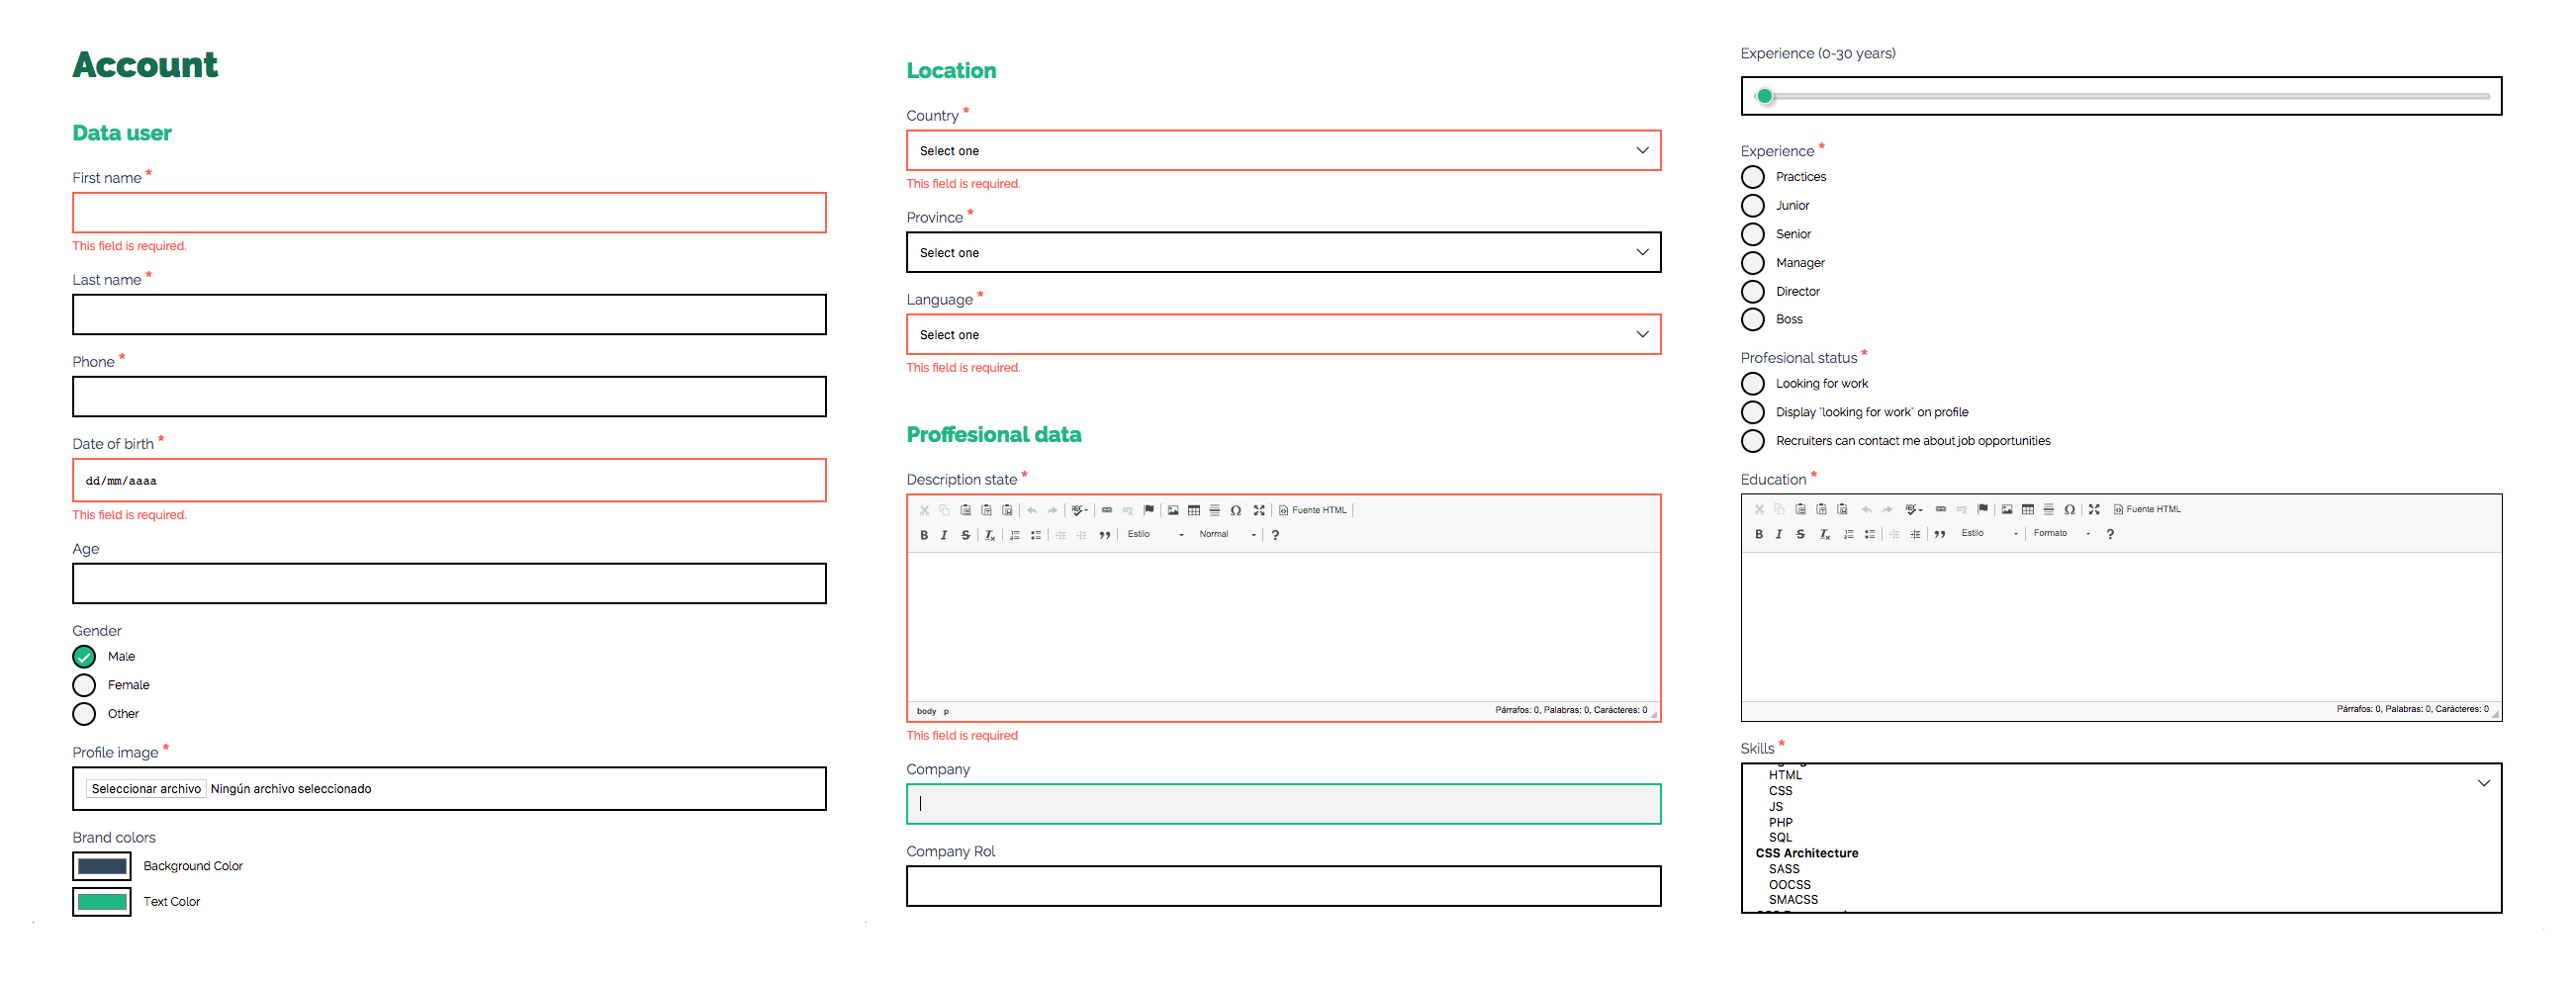 Account
Data user
First name *
This field is required.
Last name *
Phone *
Date of birth *
dd/mm/aaaa
This field is required.
Age
Gender
Male
Female
Other
Profile image *
Seleccionar archivo Ningún archivo seleccionado
Brand colors
Background Color
Text Color
Location
Country *
Select one
This field is required.
Province *
Select one
Language *
Select one
This field is required.
Proffesional data
Description state *
ABC Ω Fuente HTML
B I S Tx Estilo Normal ?
body p Párrafos: 0, Palabras: 0, Carácteres: 0
This field is required
Company
Company Rol
Experience (0-30 years)
Experience *
Practices
Junior
Senior
Manager
Director
Boss
Profesional status *
Looking for work
Display "looking for work" on profile
Recruiters can contact me about job opportunities
Education *
ABC Ω Fuente HTML
B I S Tx Estilo Formato ?
Párrafos: 0, Palabras: 0, Carácteres: 0
Skills *
HTML
CSS
JS
PHP
SQL
CSS Architecture
SASS
OOCSS
SMACSS